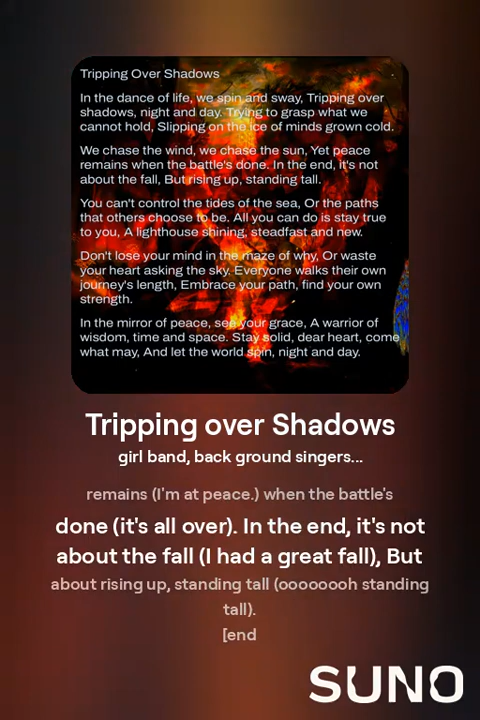 Tripping Over Shadows
In the dance of life, we spin and sway, Tripping over
shadows, night and day. Trying to grasp what we
cannot hold, Slipping on the ice of minds grown cold.
We chase the wind, we chase the sun, Yet peace
remains when the battle's done. In the end, it's not
about the fall, But rising up, standing tall.
You can't control the tides of the sea, Or the paths
that others choose to be. All you can do is stay true
to you, A lighthouse shining, steadfast and new.
Don't lose your mind in the maze of why, Or waste
your heart asking the sky. Everyone walks their own
journey's length, Embrace your path, find your own
strength.
In the mirror of peace, see your grace, A warrior of
wisdom, time and space. Stay solid, dear heart, come
what may, And let the world spin, night and day.
Tripping over Shadows
girl band, back ground singers...
remains (I'm at peace.) when the battle's
done (it's all over). In the end, it's not
about the fall (I had a great fall), But
about rising up, standing tall (oooooooh standing
tall).
[end
SUNO